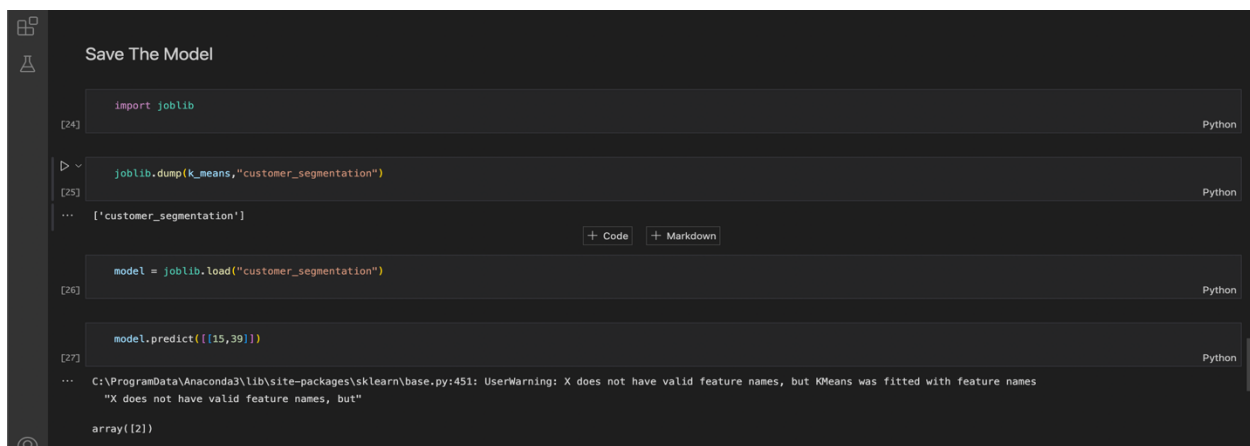 Save The Model
import joblib
[24]
Python
joblib.dump(k_means,"customer_segmentation")
[25]
Python
... ['customer_segmentation']
+ Code + Markdown
model = joblib.load("customer_segmentation")
[26]
Python
model.predict([[15,39]])
[27]
Python
... C:\ProgramData\Anaconda3\lib\site-packages\sklearn\base.py:451: UserWarning: X does not have valid feature names, but KMeans was fitted with feature names
"X does not have valid feature names, but"
array([2])